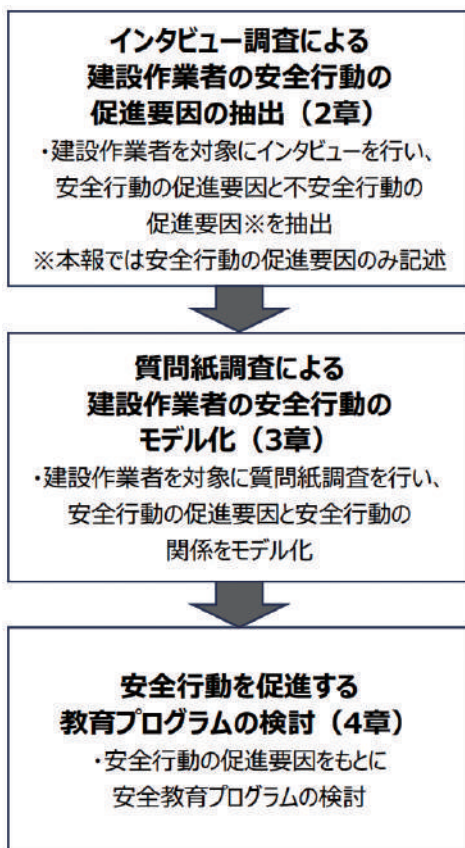 インタビュー調査による
建設作業者の安全行動の
促進要因の抽出（2章）
・建設作業者を対象にインタビューを行い、
安全行動の促進要因と不安全行動の
促進要因※を抽出
※本報では安全行動の促進要因のみ記述
質問紙調査による
建設作業者の安全行動の
モデル化（3章）
・建設作業者を対象に質問紙調査を行い、
安全行動の促進要因と安全行動の
関係をモデル化
安全行動を促進する
教育プログラムの検討（4章）
・安全行動の促進要因をもとに
安全教育プログラムの検討